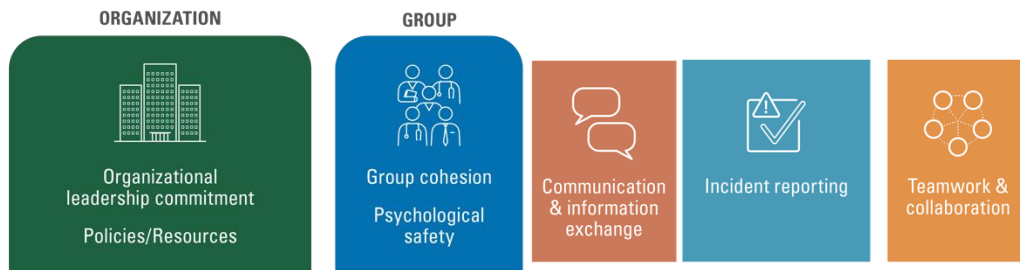 ORGANIZATION
Organizational
leadership commitment
Policies/Resources
GROUP
Group cohesion
Psychological
safety
Communication
& information
exchange
Incident reporting
Teamwork &
collaboration